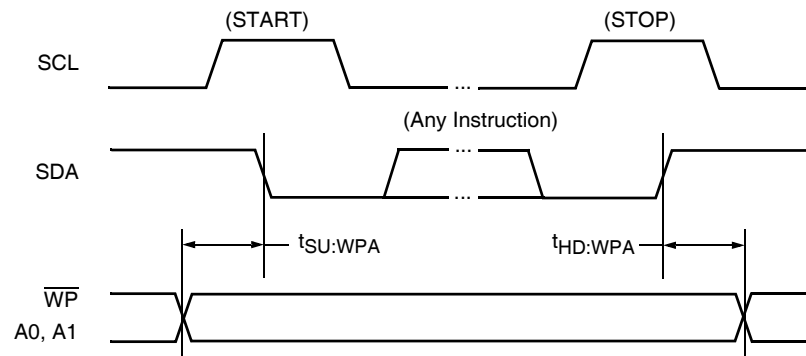 (START) (STOP)
SCL
...
(Any Instruction)
SDA
...
...
tSU:WPA tHD:WPA
WP
A0, A1